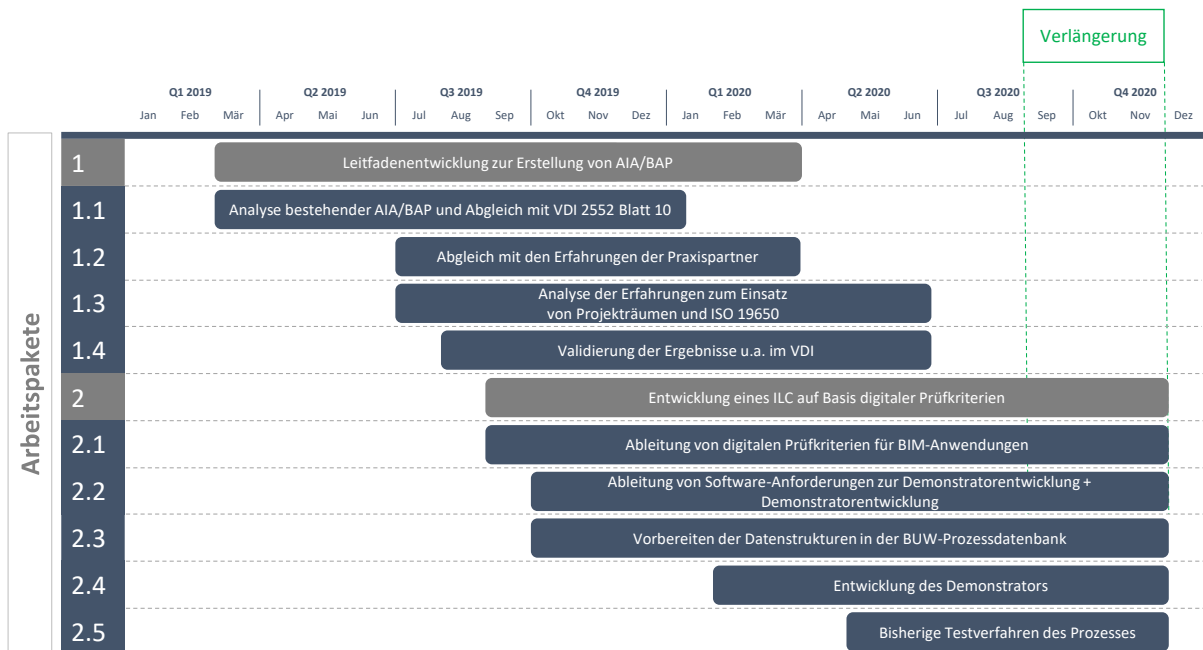 Verlängerung
Q1 2019 Q2 2019 Q3 2019 Q4 2019 Q1 2020 Q2 2020 Q3 2020 Q4 2020
Jan Feb Mär Apr Mai Jun Jul Aug Sep Okt Nov Dez Jan Feb Mär Apr Mai Jun Jul Aug Sep Okt Nov Dez
Arbeitspakete
1 Leitfadenentwicklung zur Erstellung von AIA/BAP
1.1 Analyse bestehender AIA/BAP und Abgleich mit VDI 2552 Blatt 10
1.2 Abgleich mit den Erfahrungen der Praxispartner
1.3 Analyse der Erfahrungen zum Einsatz
von Projekträumen und ISO 19650
1.4 Validierung der Ergebnisse u.a. im VDI
2 Entwicklung eines ILC auf Basis digitaler Prüfkriterien
2.1 Ableitung von digitalen Prüfkriterien für BIM-Anwendungen
2.2 Ableitung von Software-Anforderungen zur Demonstratorentwicklung +
Demonstratorentwicklung
2.3 Vorbereiten der Datenstrukturen in der BUW-Prozessdatenbank
2.4 Entwicklung des Demonstrators
2.5 Bisherige Testverfahren des Prozesses